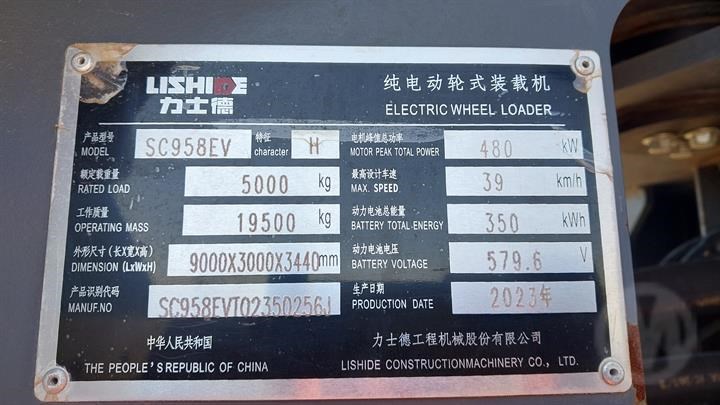 LISHIDE
力士德
纯电动轮式装载机
ELECTRIC WHEEL LOADER
产品型号
MODEL
SC958EV
特征
character
H
电机峰值总功率
MOTOR PEAK TOTAL POWER
480 kW
额定载重量
RATED LOAD
5000 kg
最高设计车速
MAX. SPEED
39 km/h
工作质量
OPERATING MASS
19500 kg
动力电池总能量
BATTERY TOTAL ENERGY
350 kWh
外形尺寸 (长X宽X高)
DIMENSION (LxWxH)
9000X3000X3440mm
动力电池电压
BATTERY VOLTAGE
579.6 V
产品识别代码
MANUF.NO
SC958EVT02350256J
生产日期
PRODUCTION DATE
2023年
中华人民共和国
THE PEOPLE'S REPUBLIC OF CHINA
力士德工程机械股份有限公司
LISHIDE CONSTRUCTIONMACHINERY CO., LTD.